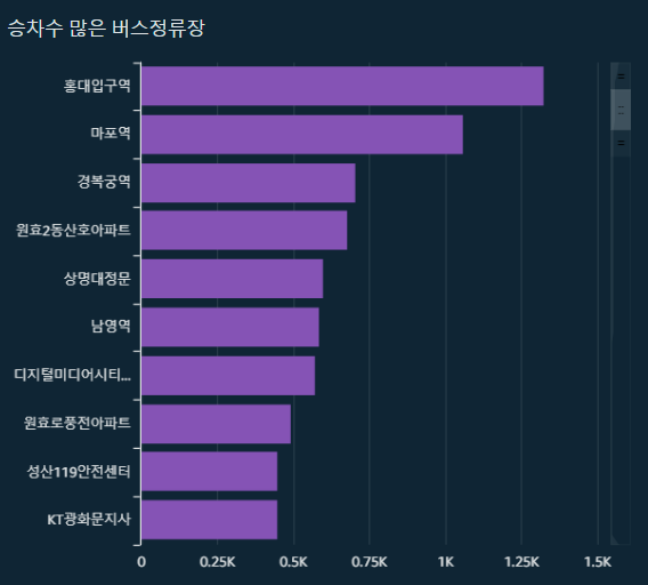 승차수 많은 버스정류장
홍대입구역
마포역
경복궁역
원효2동산호아파트
상명대정문
남영역
디지털미디어시티...
원효로풍전아파트
성산119안전센터
KT광화문지사
0 0.25K 0.5K 0.75K 1K 1.25K 1.5K